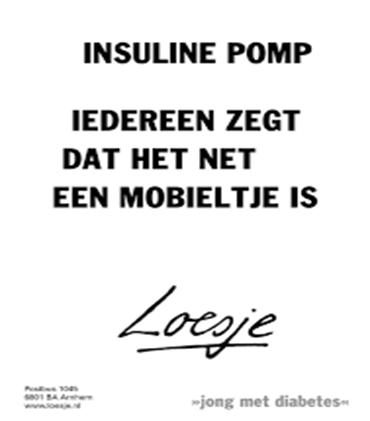 INSULINE POMP
IEDEREEN ZEGT
DAT HET NET
EEN MOBIELTJE IS
Loesje
Postbus 1045
6801 BA Arnhem
www.loesje.nl
»jong met diabetes«